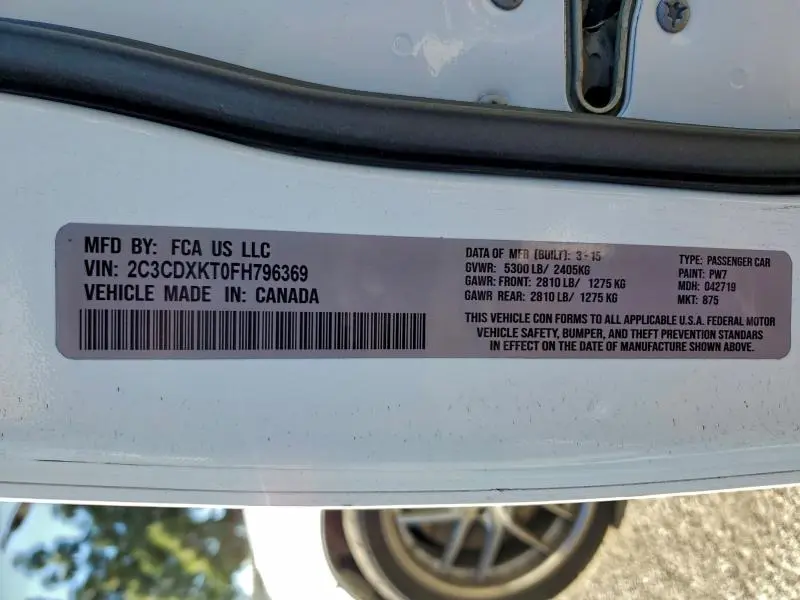 MFD BY: FCA US LLC
VIN: 2C3CDXKT0FH796369
VEHICLE MADE IN: CANADA
DATA OF MFR (BUILT): 3-15
GVWR: 5300 LB/ 2405KG
GAWR FRONT: 2810 LB/ 1275 KG
GAWR REAR: 2810 LB/ 1275 KG
TYPE: PASSENGER CAR
PAINT: PW7
MDH: 042719
MKT: 875
THIS VEHICLE CON FORMS TO ALL APPLICABLE U.S.A. FEDERAL MOTOR
VEHICLE SAFETY, BUMPER, AND THEFT PREVENTION STANDARS
IN EFFECT ON THE DATE OF MANUFACTURE SHOWN ABOVE.